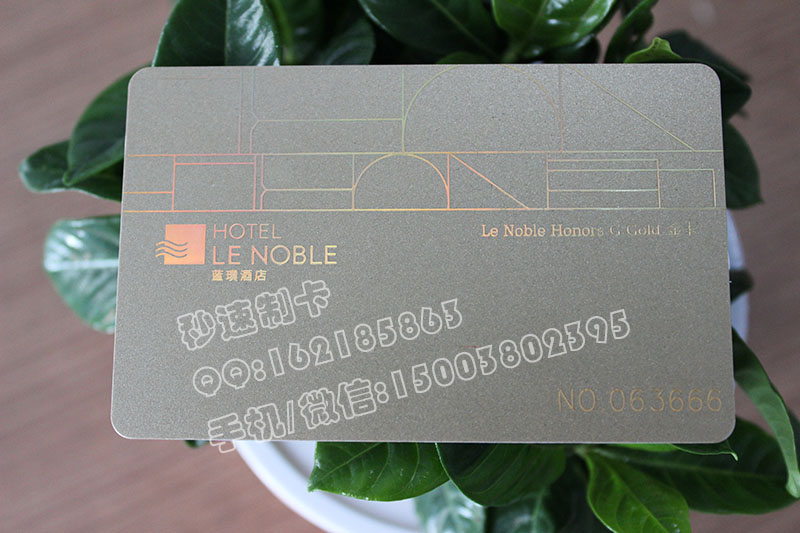 HOTEL
LE NOBLE
蓝璞酒店
Le Noble Honors G Gold 金卡
秒速制卡
QQ:162185863
手机/微信:15003802395
NO:063666